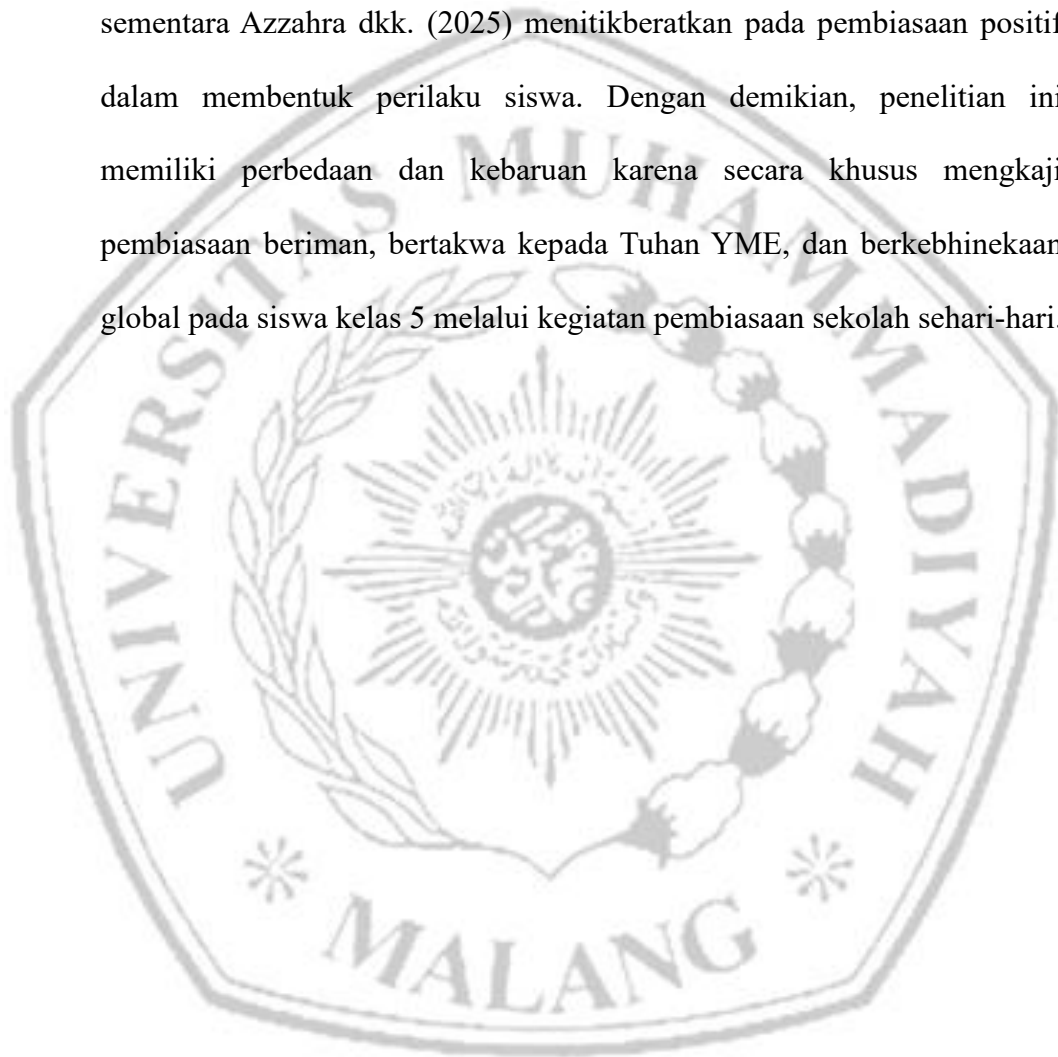 sementara Azzahra dkk. (2025) menitikberatkan pada pembiasaan positif
dalam membentuk perilaku siswa. Dengan demikian, penelitian ini
memiliki perbedaan dan kebaruan karena secara khusus mengkaji
pembiasaan beriman, bertakwa kepada Tuhan YME, dan berkebhinekaan
global pada siswa kelas 5 melalui kegiatan pembiasaan sekolah sehari-hari.
UNIVERSITAS MUHAMMADIYAH
MALANG